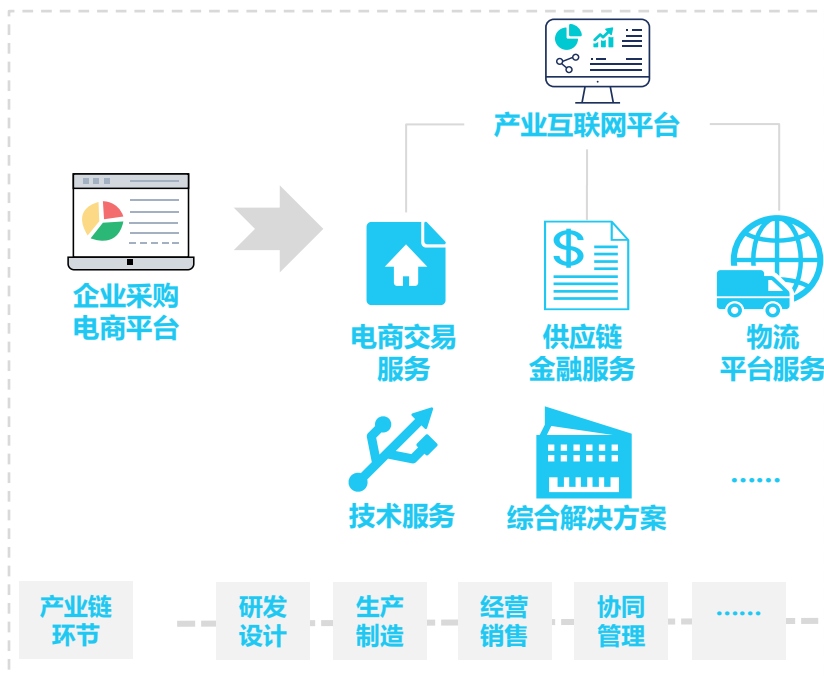 产业互联网平台
企业采购
电商平台
电商交易
服务
供应链
金融服务
物流
平台服务
技术服务
综合解决方案
……
产业链
环节
研发
设计
生产
制造
经营
销售
协同
管理
……